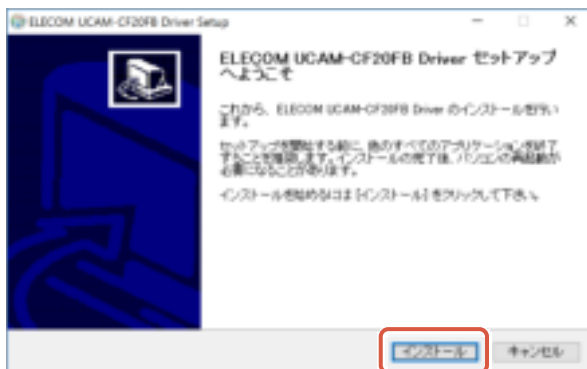 ELECOM UCAM-CF20FB Driver Setup
ELECOM UCAM-CF20FB Driver セットアップ
へようこそ
これから、ELECOM UCAM-CF20FB Driver のインストールを行い
ます。
セットアップを開始する前に、他のすべてのアプリケーションを終了
することを推奨します。インストールの完了後、パソコンの再起動が
必要になることがあります。
インストールを始めるには [インストール] をクリックして下さい。
インストール
キャンセル